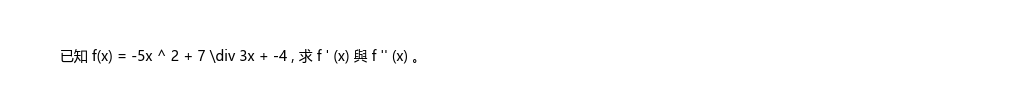 已知 f(x) = -5x ^ 2 + 7 \div 3x + -4 , 求 f ' (x) 與 f '' (x) 。